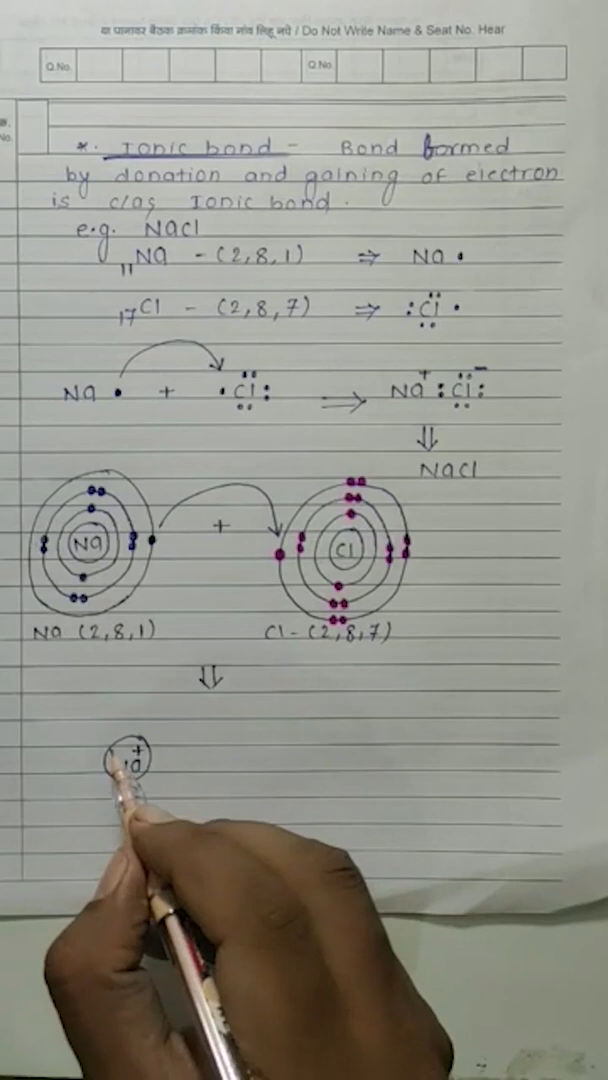 या पानावर बैठक क्रमांक किंवा नांव लिहू नये / Do Not Write Name & Seat No. Hear
Q.No. Q.No.
No.
*. Ionic bond - Bond formed
by donation and gaining of electron
is clas Ionic bond.
e.g. NaCl
₁₁Na - (2,8,1) ⇒ Na •
₁₇Cl - (2,8,7) ⇒ :C̈l •
Na • + •Cl: ⟶ Na⁺ :Cl:⁻
⇓
NaCl
Na + Cl
Na (2,8,1) Cl - (2,8,7)
⇓